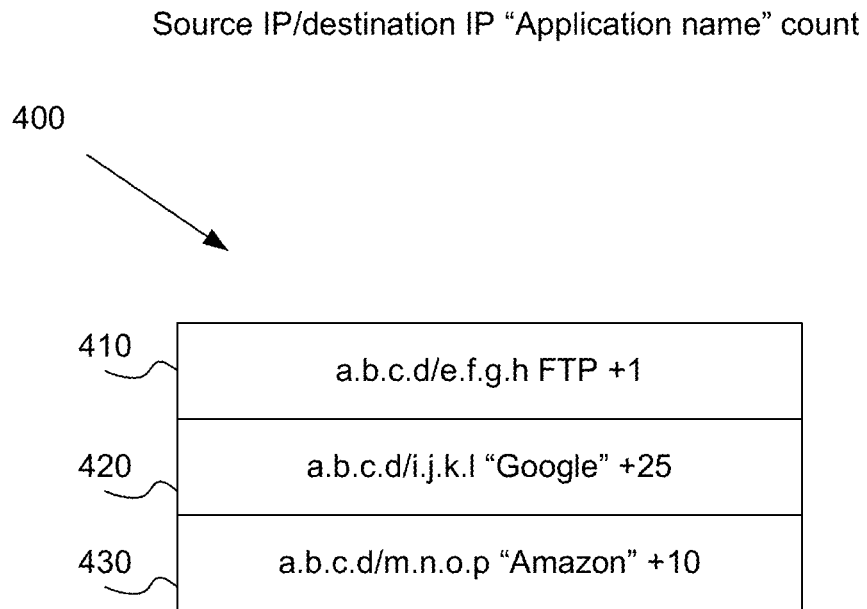 Source IP/destination IP “Application name” count
400
410
a.b.c.d/e.f.g.h FTP +1
420
a.b.c.d/i.j.k.l “Google” +25
430
a.b.c.d/m.n.o.p “Amazon” +10